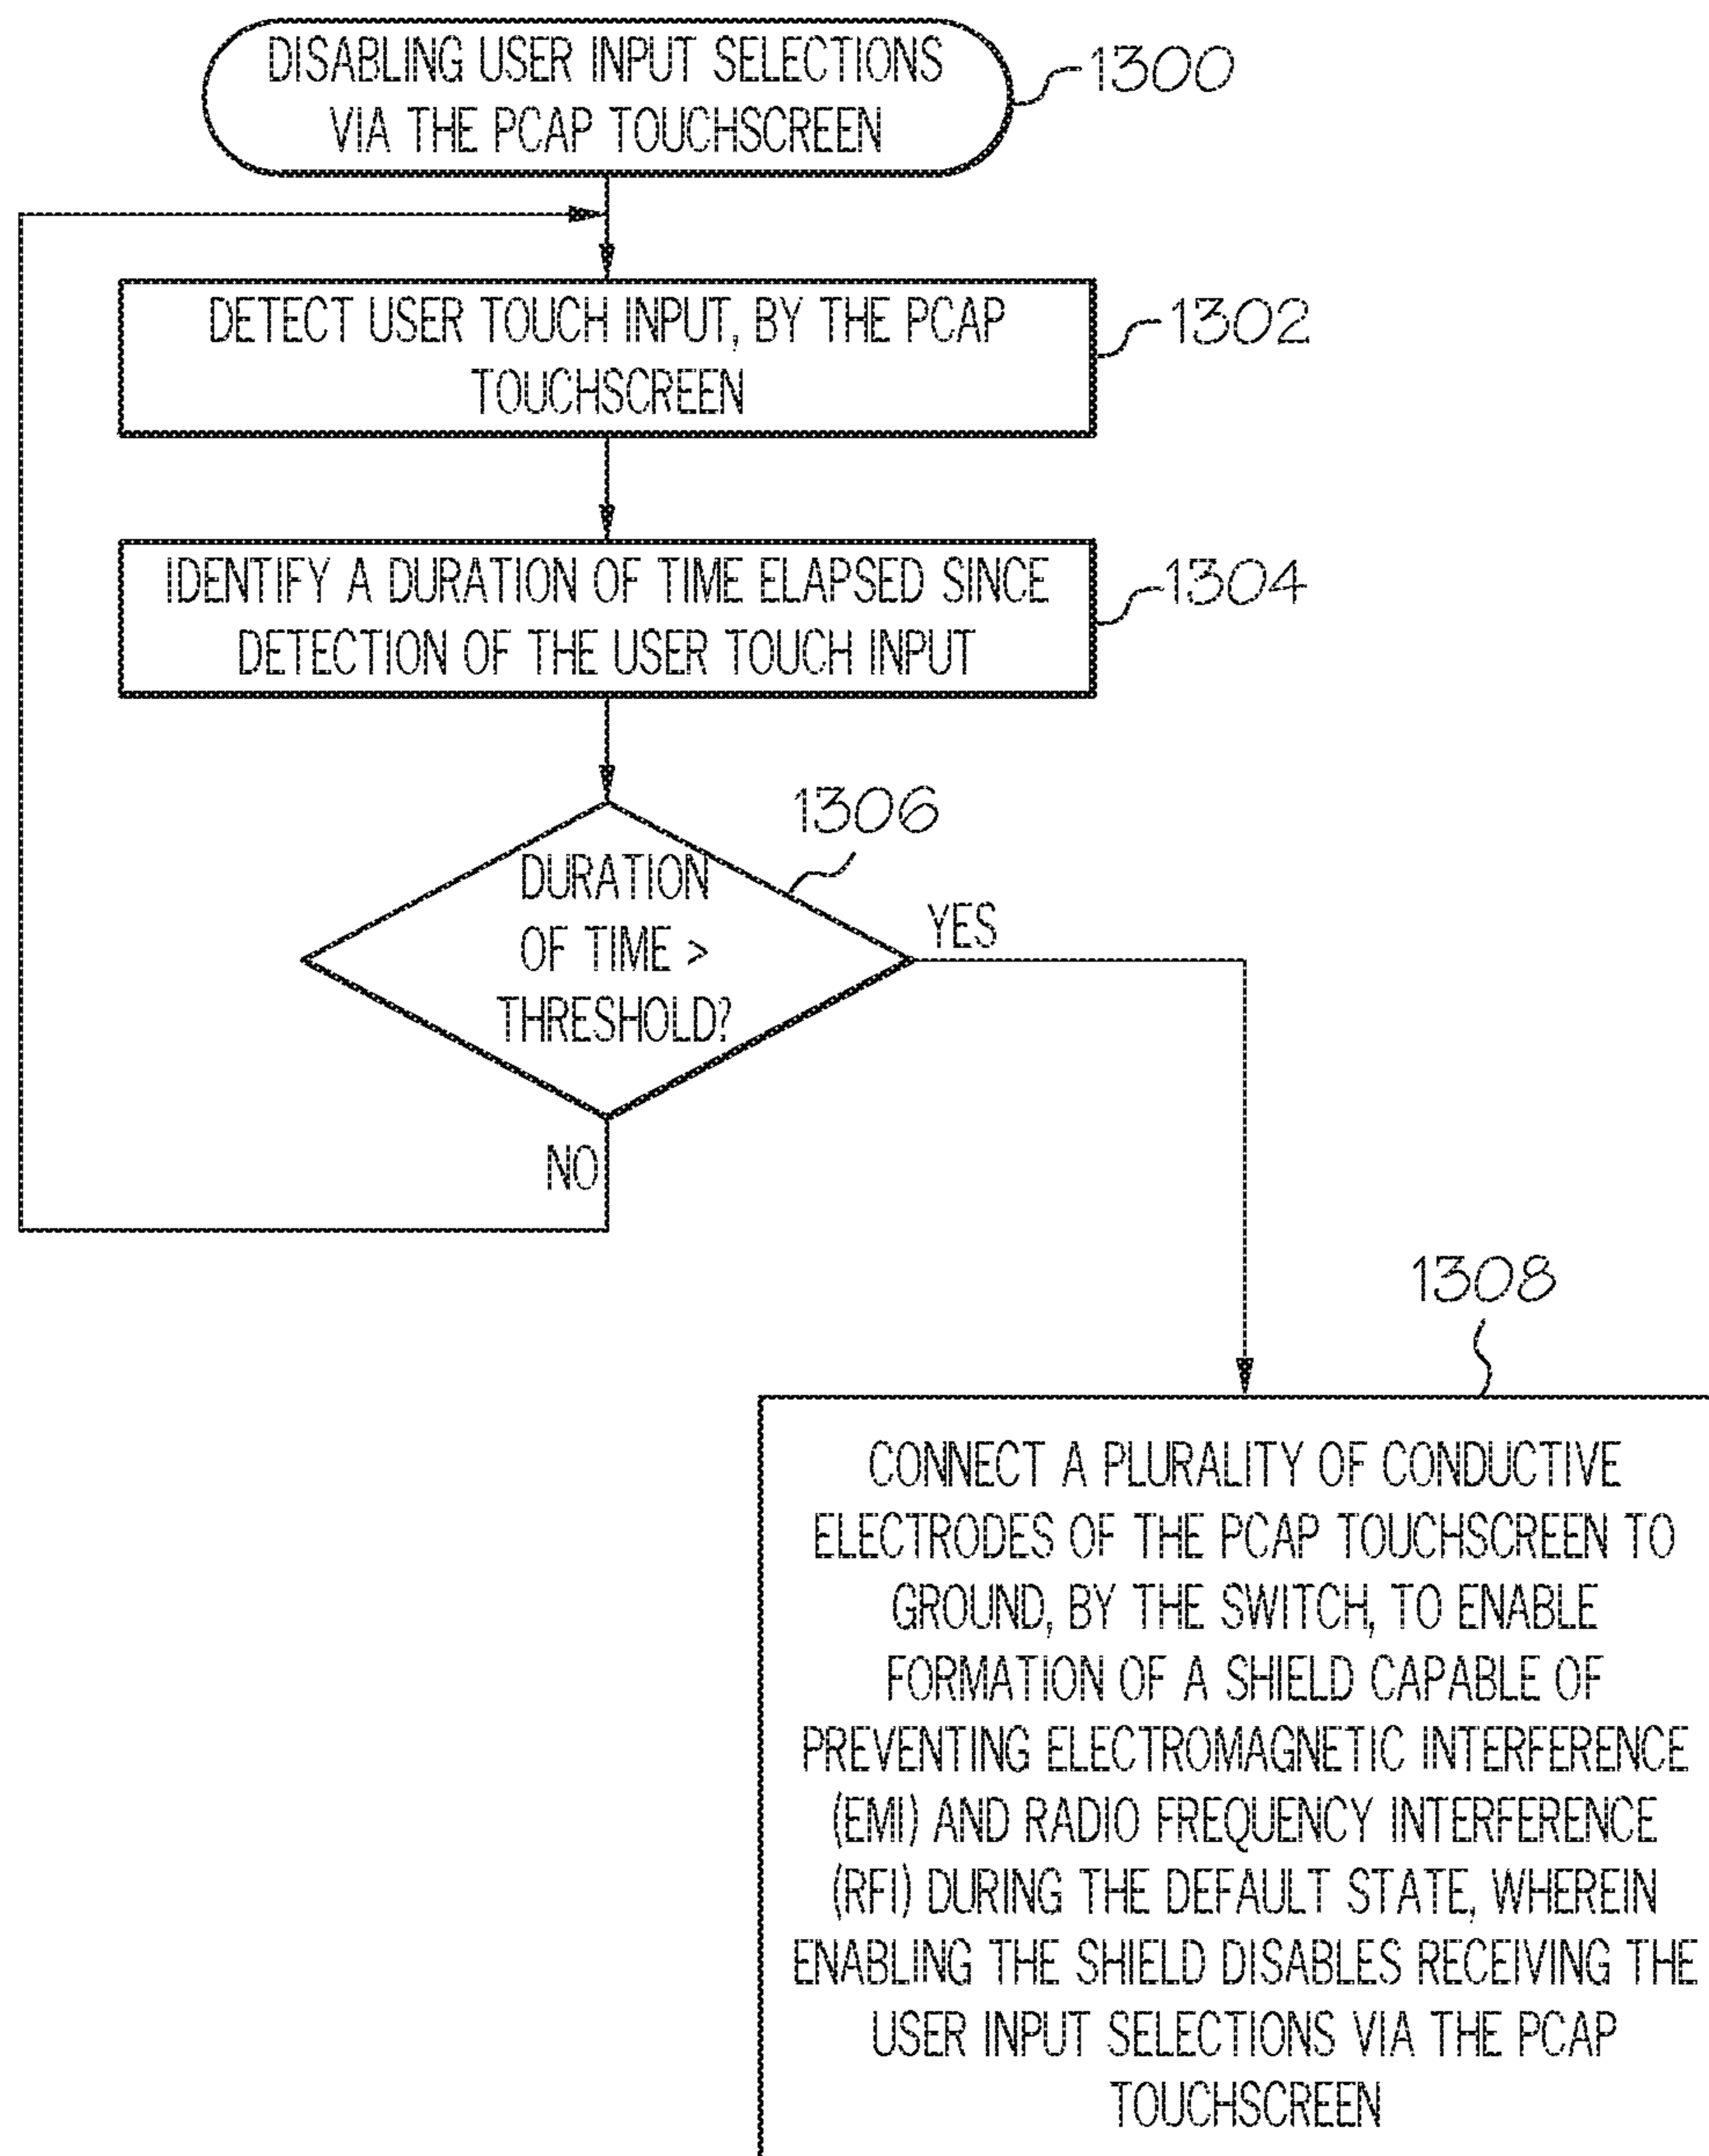 DISABLING USER INPUT SELECTIONS
VIA THE PCAP TOUCHSCREEN
1300
DETECT USER TOUCH INPUT, BY THE PCAP
TOUCHSCREEN
1302
IDENTIFY A DURATION OF TIME ELAPSED SINCE
DETECTION OF THE USER TOUCH INPUT
1304
1306
DURATION
OF TIME >
THRESHOLD?
YES
NO
1308
CONNECT A PLURALITY OF CONDUCTIVE
ELECTRODES OF THE PCAP TOUCHSCREEN TO
GROUND, BY THE SWITCH, TO ENABLE
FORMATION OF A SHIELD CAPABLE OF
PREVENTING ELECTROMAGNETIC INTERFERENCE
(EMI) AND RADIO FREQUENCY INTERFERENCE
(RFI) DURING THE DEFAULT STATE, WHEREIN
ENABLING THE SHIELD DISABLES RECEIVING THE
USER INPUT SELECTIONS VIA THE PCAP
TOUCHSCREEN